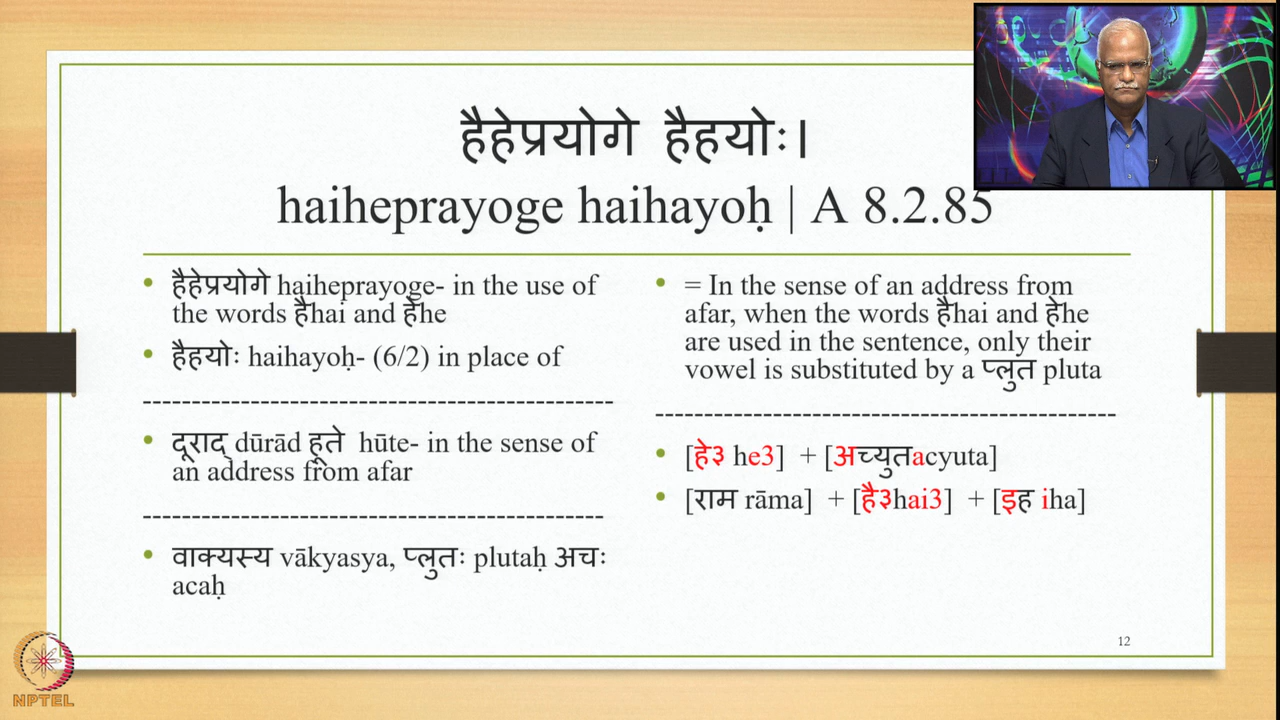 हैहेप्रयोगे हैहयोः।
haiheprayoge haihayoḥ | A 8.2.85
• हैहेप्रयोगे haiheprayoge- in the use of
the words हैhai and हेhe
• हैहयोः haihayoḥ- (6/2) in place of
-----------------------------------------------
• दूराद् dūrād हूते hūte- in the sense of
an address from afar
----------------------------------------------
• वाक्यस्य vākyasya, प्लुतः plutaḥ अचः
acaḥ
• = In the sense of an address from
afar, when the words हैhai and हेhe
are used in the sentence, only their
vowel is substituted by a प्लुत pluta
----------------------------------------------
• [हे३ he3] + [अच्युतacyuta]
• [राम rāma] + [है३hai3] + [इह iha]
12
NPTEL